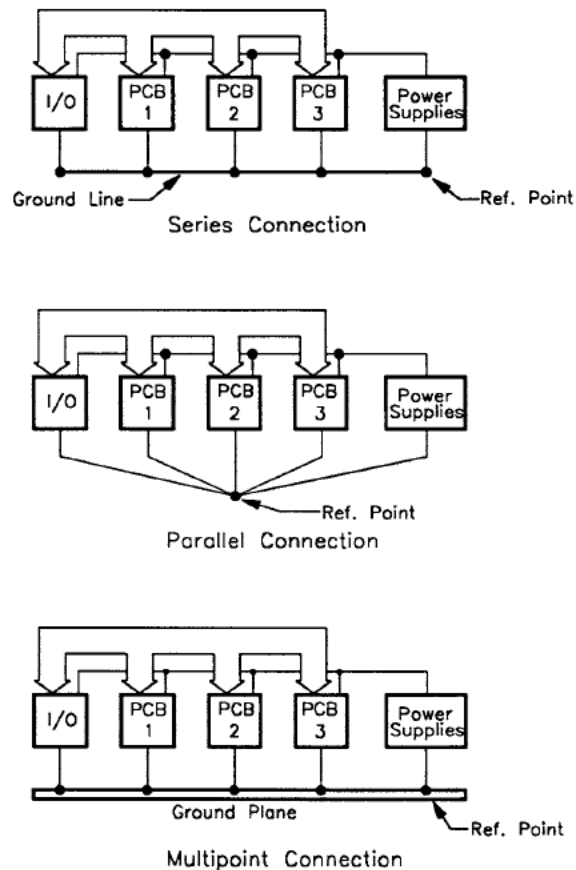 I/O
PCB
1
PCB
2
PCB
3
Power
Supplies
Ground Line
Ref. Point
Series Connection
I/O
PCB
1
PCB
2
PCB
3
Power
Supplies
Ref. Point
Parallel Connection
I/O
PCB
1
PCB
2
PCB
3
Power
Supplies
Ground Plane
Ref. Point
Multipoint Connection